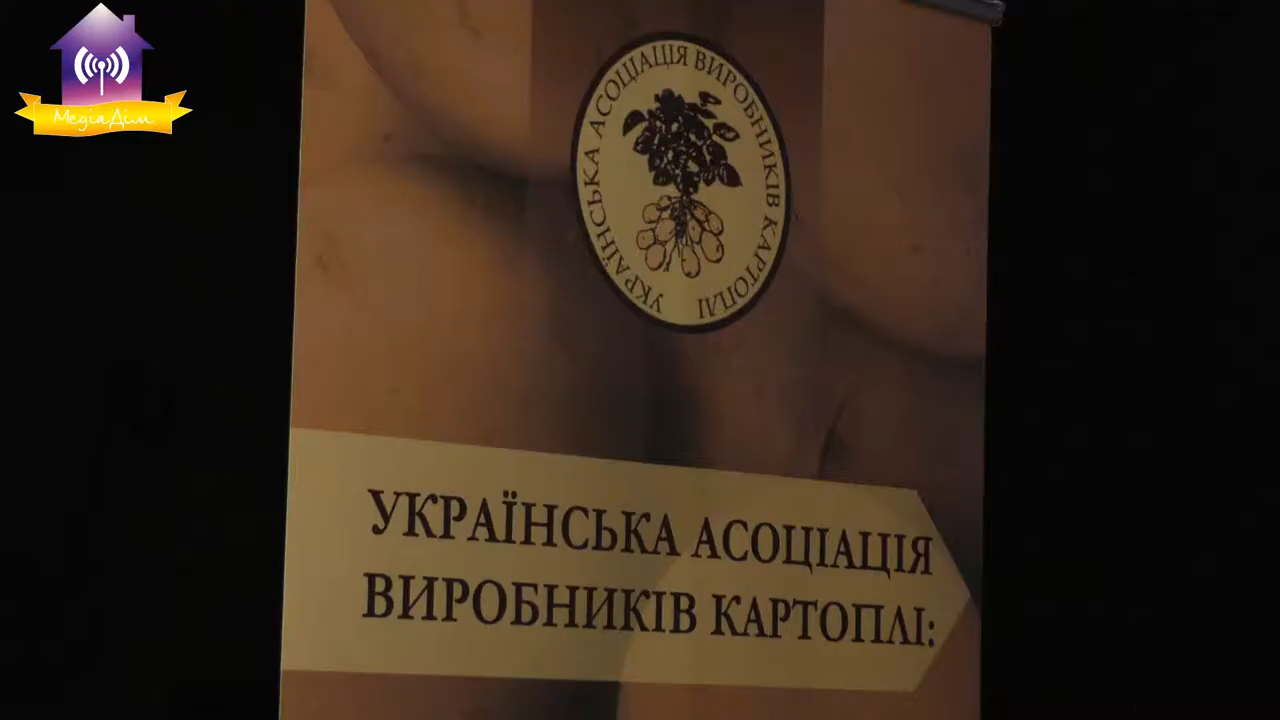 МедіаДім
УКРАЇНСЬКА АСОЦІАЦІЯ ВИРОБНИКІВ КАРТОПЛІ
УКРАЇНСЬКА АСОЦІАЦІЯ
ВИРОБНИКІВ КАРТОПЛІ: